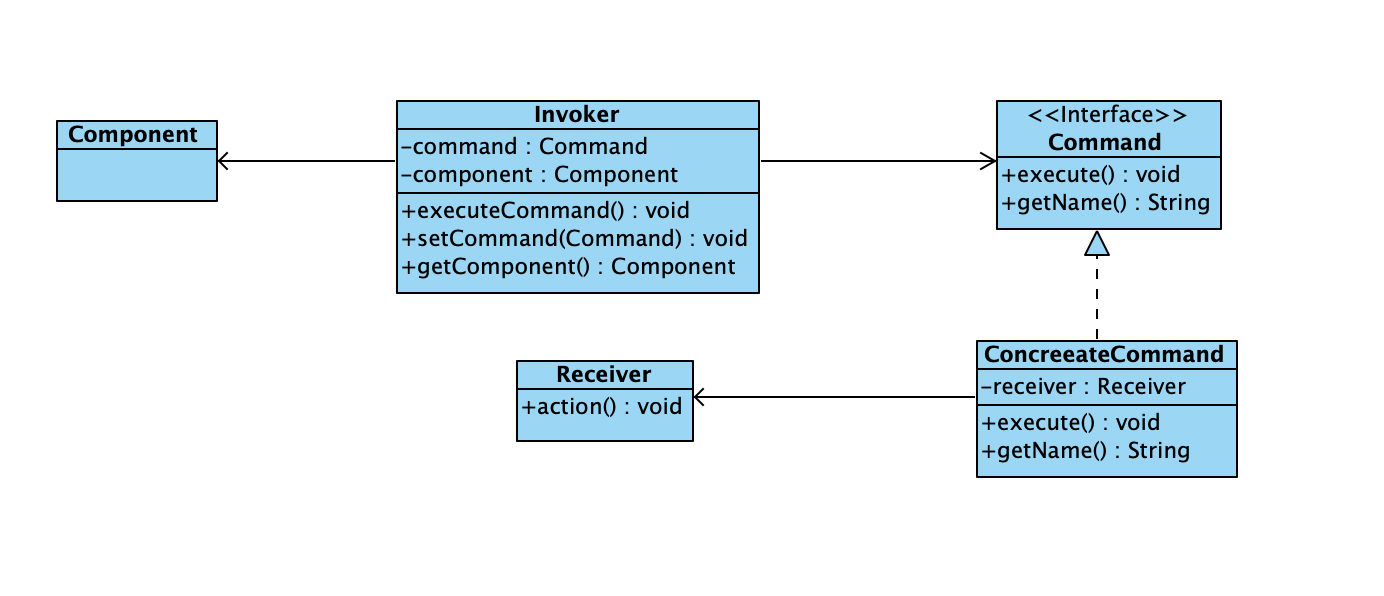 Component
Invoker
-command : Command
-component : Component
+executeCommand() : void
+setCommand(Command) : void
+getComponent() : Component
<<Interface>>
Command
+execute() : void
+getName() : String
Receiver
+action() : void
ConcreeateCommand
-receiver : Receiver
+execute() : void
+getName() : String